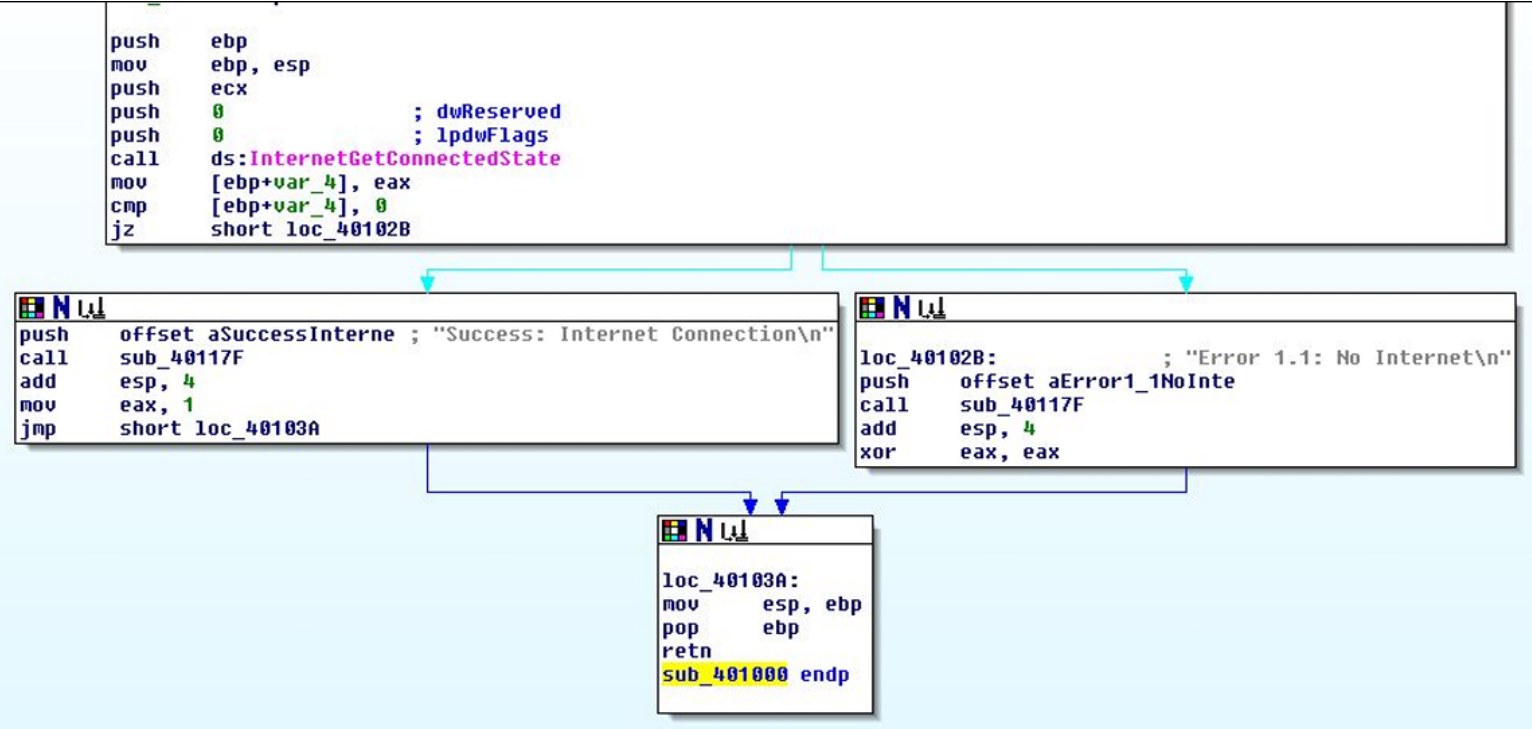 push ebp
mov ebp, esp
push ecx
push 0 ; dwReserved
push 0 ; lpdwFlags
call ds:InternetGetConnectedState
mov [ebp+var_4], eax
cmp [ebp+var_4], 0
jz short loc_40102B
push offset aSuccessInterne ; "Success: Internet Connection\n"
call sub_40117F
add esp, 4
mov eax, 1
jmp short loc_40103A
loc_40102B: ; "Error 1.1: No Internet\n"
push offset aError1_1NoInte
call sub_40117F
add esp, 4
xor eax, eax
loc_40103A:
mov esp, ebp
pop ebp
retn
sub_401000 endp